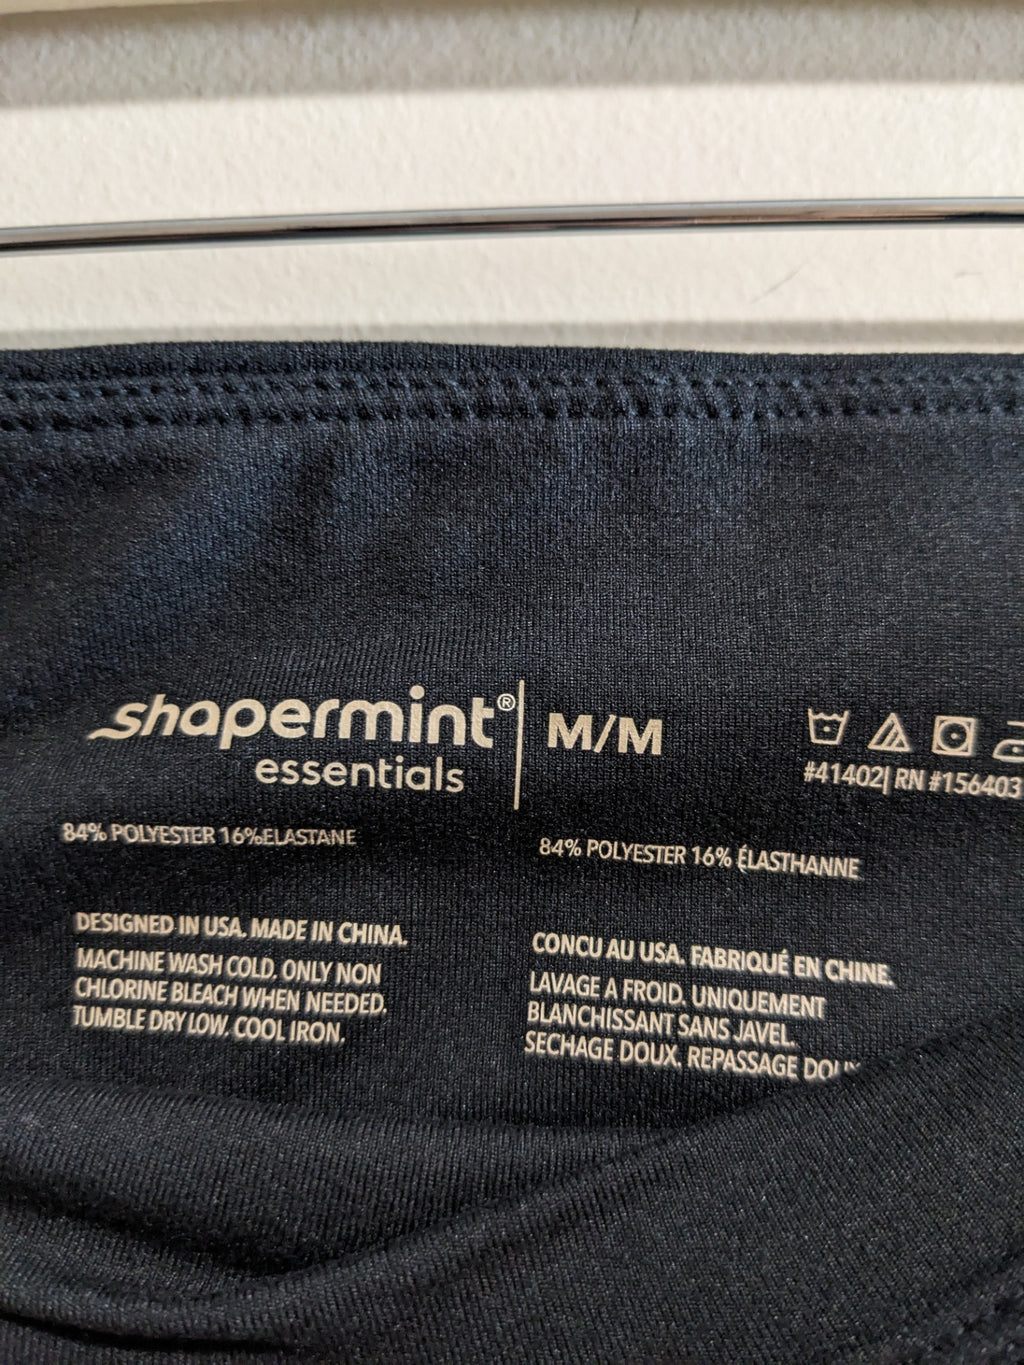 shapermint®
essentials
M/M
#41402| RN #156403
84% POLYESTER 16%ELASTANE
DESIGNED IN USA. MADE IN CHINA.
MACHINE WASH COLD. ONLY NON
CHLORINE BLEACH WHEN NEEDED.
TUMBLE DRY LOW. COOL IRON.
84% POLYESTER 16% ÉLASTHANNE
CONCU AU USA. FABRIQUÉ EN CHINE.
LAVAGE A FROID. UNIQUEMENT
BLANCHISSANT SANS JAVEL.
SECHAGE DOUX. REPASSAGE